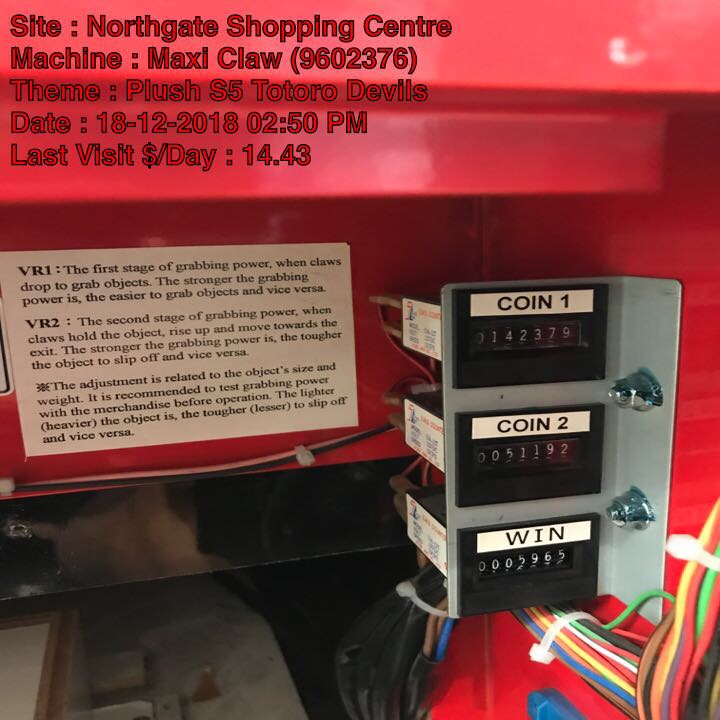 Site : Northgate Shopping Centre
Machine : Maxi Claw (9602376)
Theme : Plush S5 Totoro Devils
Date : 18-12-2018 02:50 PM
Last Visit $/Day : 14.43
VR1 : The first stage of grabbing power, when claws
drop to grab objects. The stronger the grabbing
power is, the easier to grab objects and vice versa.
VR2 : The second stage of grabbing power, when
claws hold the object, rise up and move towards the
exit. The stronger the grabbing power is, the tougher
the object to slip off and vice versa.
※The adjustment is related to the object's size and
weight. It is recommended to test grabbing power
with the merchandise before operation. The lighter
(heavier) the object is, the tougher (lesser) to slip off
and vice versa.
COIN 1
0142379
COIN 2
0051192
WIN
0005965